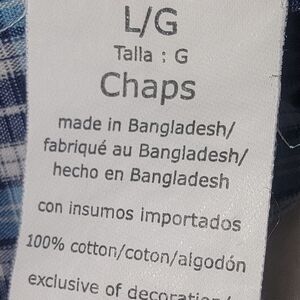 L/G
Talla : G
Chaps
made in Bangladesh/
fabriqué au Bangladesh/
hecho en Bangladesh
con insumos importados
100% cotton/coton/algodón
exclusive of decoration/